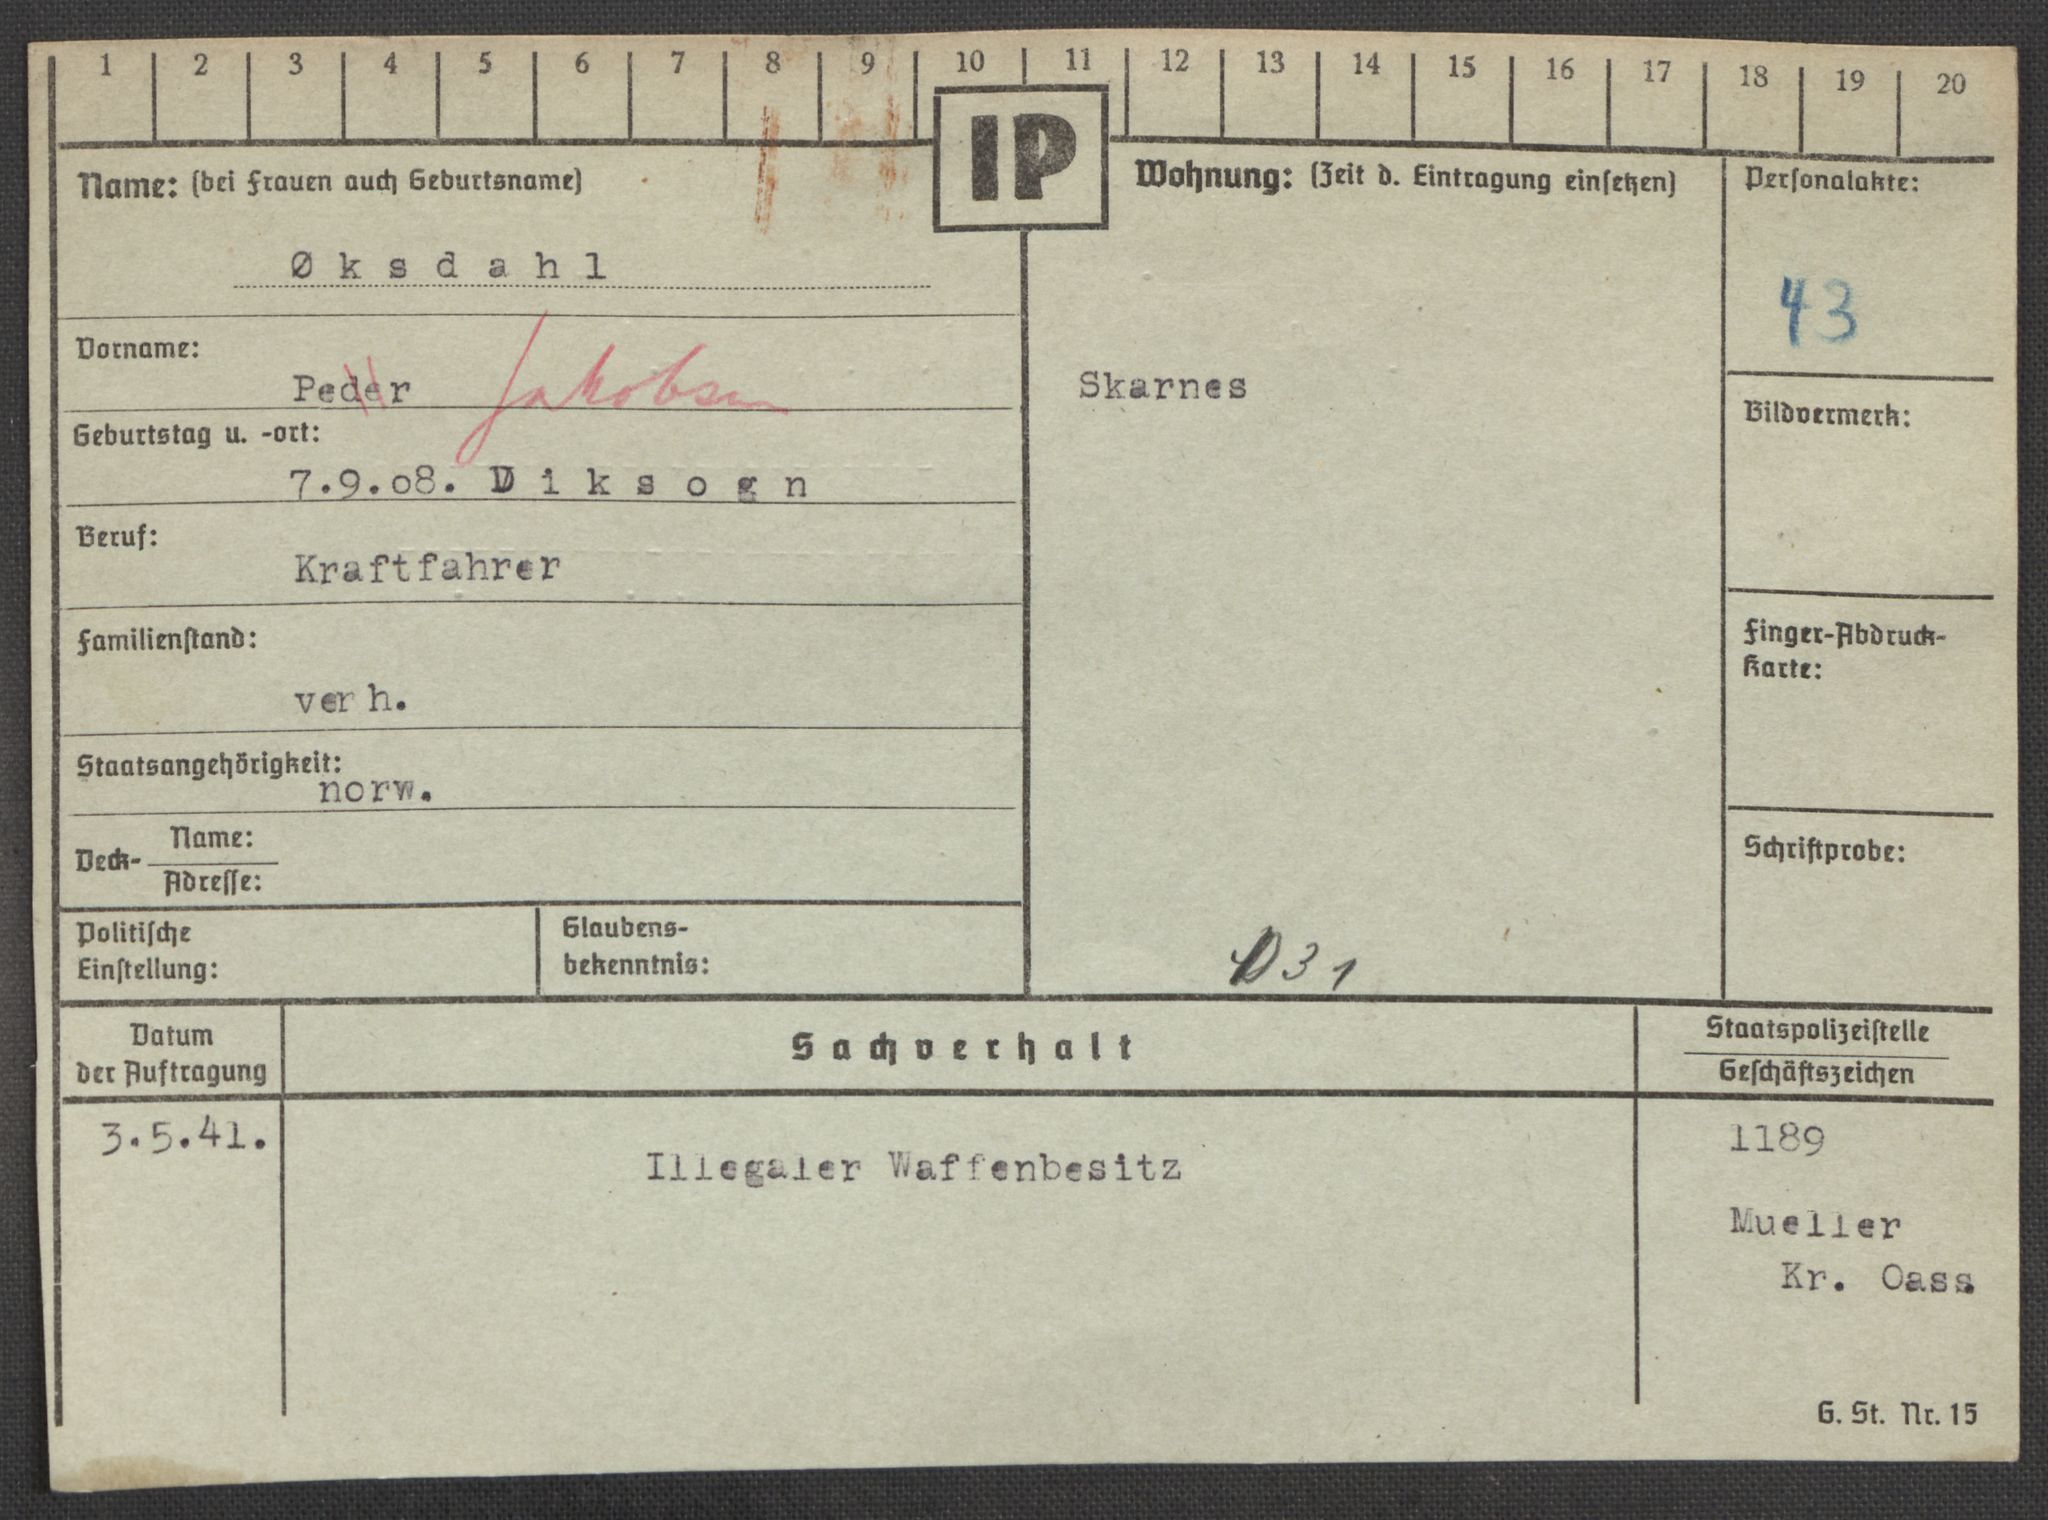 1 2 3 4 5 6 7 8 9 10 11 12 13 14 15 16 17 18 19 20
IP
Name: (bei Frauen auch Geburtsname)
Øksdahl
Vorname:
Peder Jakobsen
Geburtstag u. -ort:
7.9.08. Diksogn
Beruf:
Kraftfahrer
Familienstand:
verh.
Staatsangehörigkeit:
norw.
Deck- Name:
Adresse:
Politische
Einstellung:
Glaubens-
bekenntnis:
Wohnung: (Zeit d. Eintragung einsetzen)
Skarnes
D 31
Personalakte:
43
Bildvermerk:
Finger-Abdruck-
Karte:
Schriftprobe:
Datum
der Auftragung
Sachverhalt
Staatspolizeistelle
Geschäftszeichen
3.5.41.
Illegaler Waffenbesitz
1189
Mueller
Kr. Oass.
G. St. Nr. 15